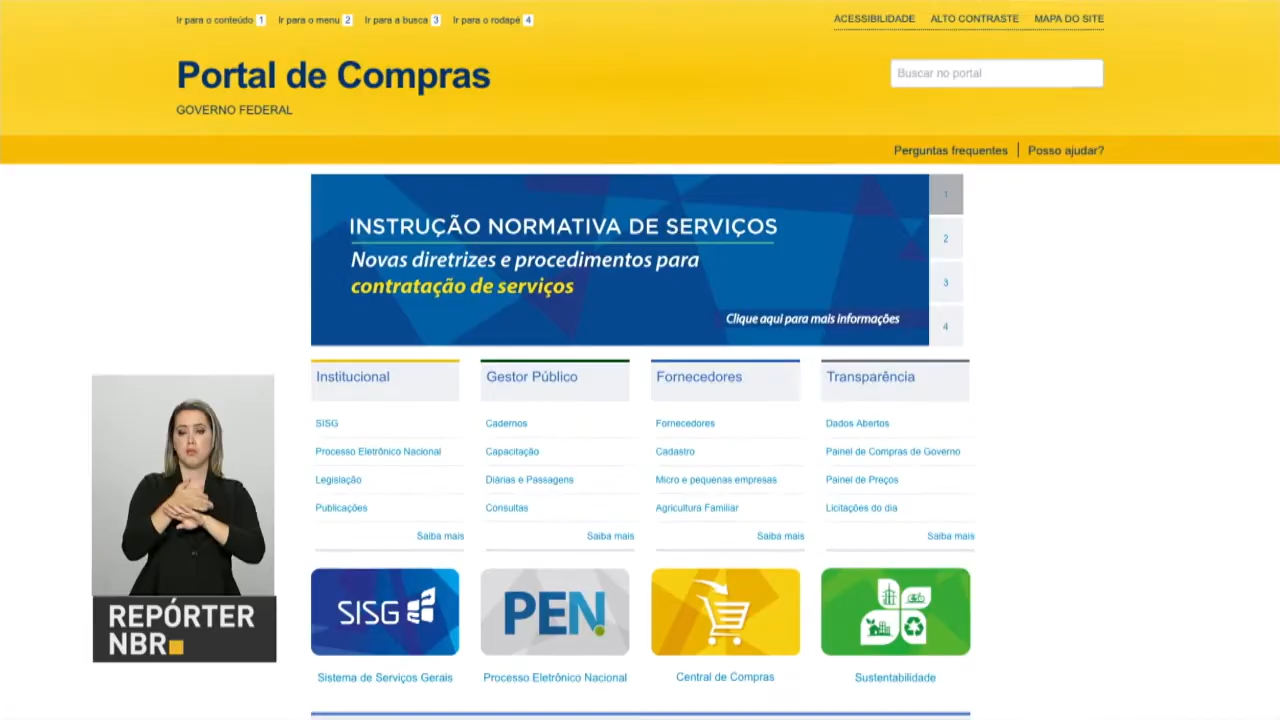 Ir para o conteúdo 1 Ir para o menu 2 Ir para a busca 3 Ir para o rodapé 4
ACESSIBILIDADE ALTO CONTRASTE MAPA DO SITE
Portal de Compras
Buscar no portal
GOVERNO FEDERAL
Perguntas frequentes | Posso ajudar?
INSTRUÇÃO NORMATIVA DE SERVIÇOS
Novas diretrizes e procedimentos para
contratação de serviços
Clique aqui para mais informações
1
2
3
4
Institucional
SISG
Processo Eletrônico Nacional
Legislação
Publicações
Saiba mais
Gestor Público
Cadernos
Capacitação
Diárias e Passagens
Consultas
Saiba mais
Fornecedores
Fornecedores
Cadastro
Micro e pequenas empresas
Agricultura Familiar
Saiba mais
Transparência
Dados Abertos
Painel de Compras de Governo
Painel de Preços
Licitações do dia
Saiba mais
REPÓRTER
NBR
SISG
PEN
Sistema de Serviços Gerais
Processo Eletrônico Nacional
Central de Compras
Sustentabilidade